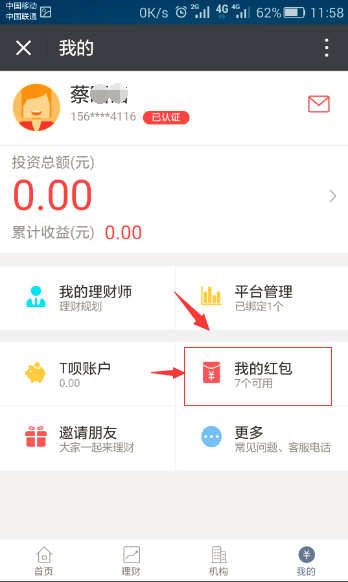 中国移动
中国联通
0K/s 2G 4G 4G 62% 11:58
我的
蔡
156****4116 已认证
投资总额(元)
0.00
累计收益(元) 0.00
我的理财师
理财规划
平台管理
已绑定1个
T呗账户
0.00
我的红包
7个可用
邀请朋友
大家一起来理财
更多
常见问题、客服电话
首页 理财 机构 我的